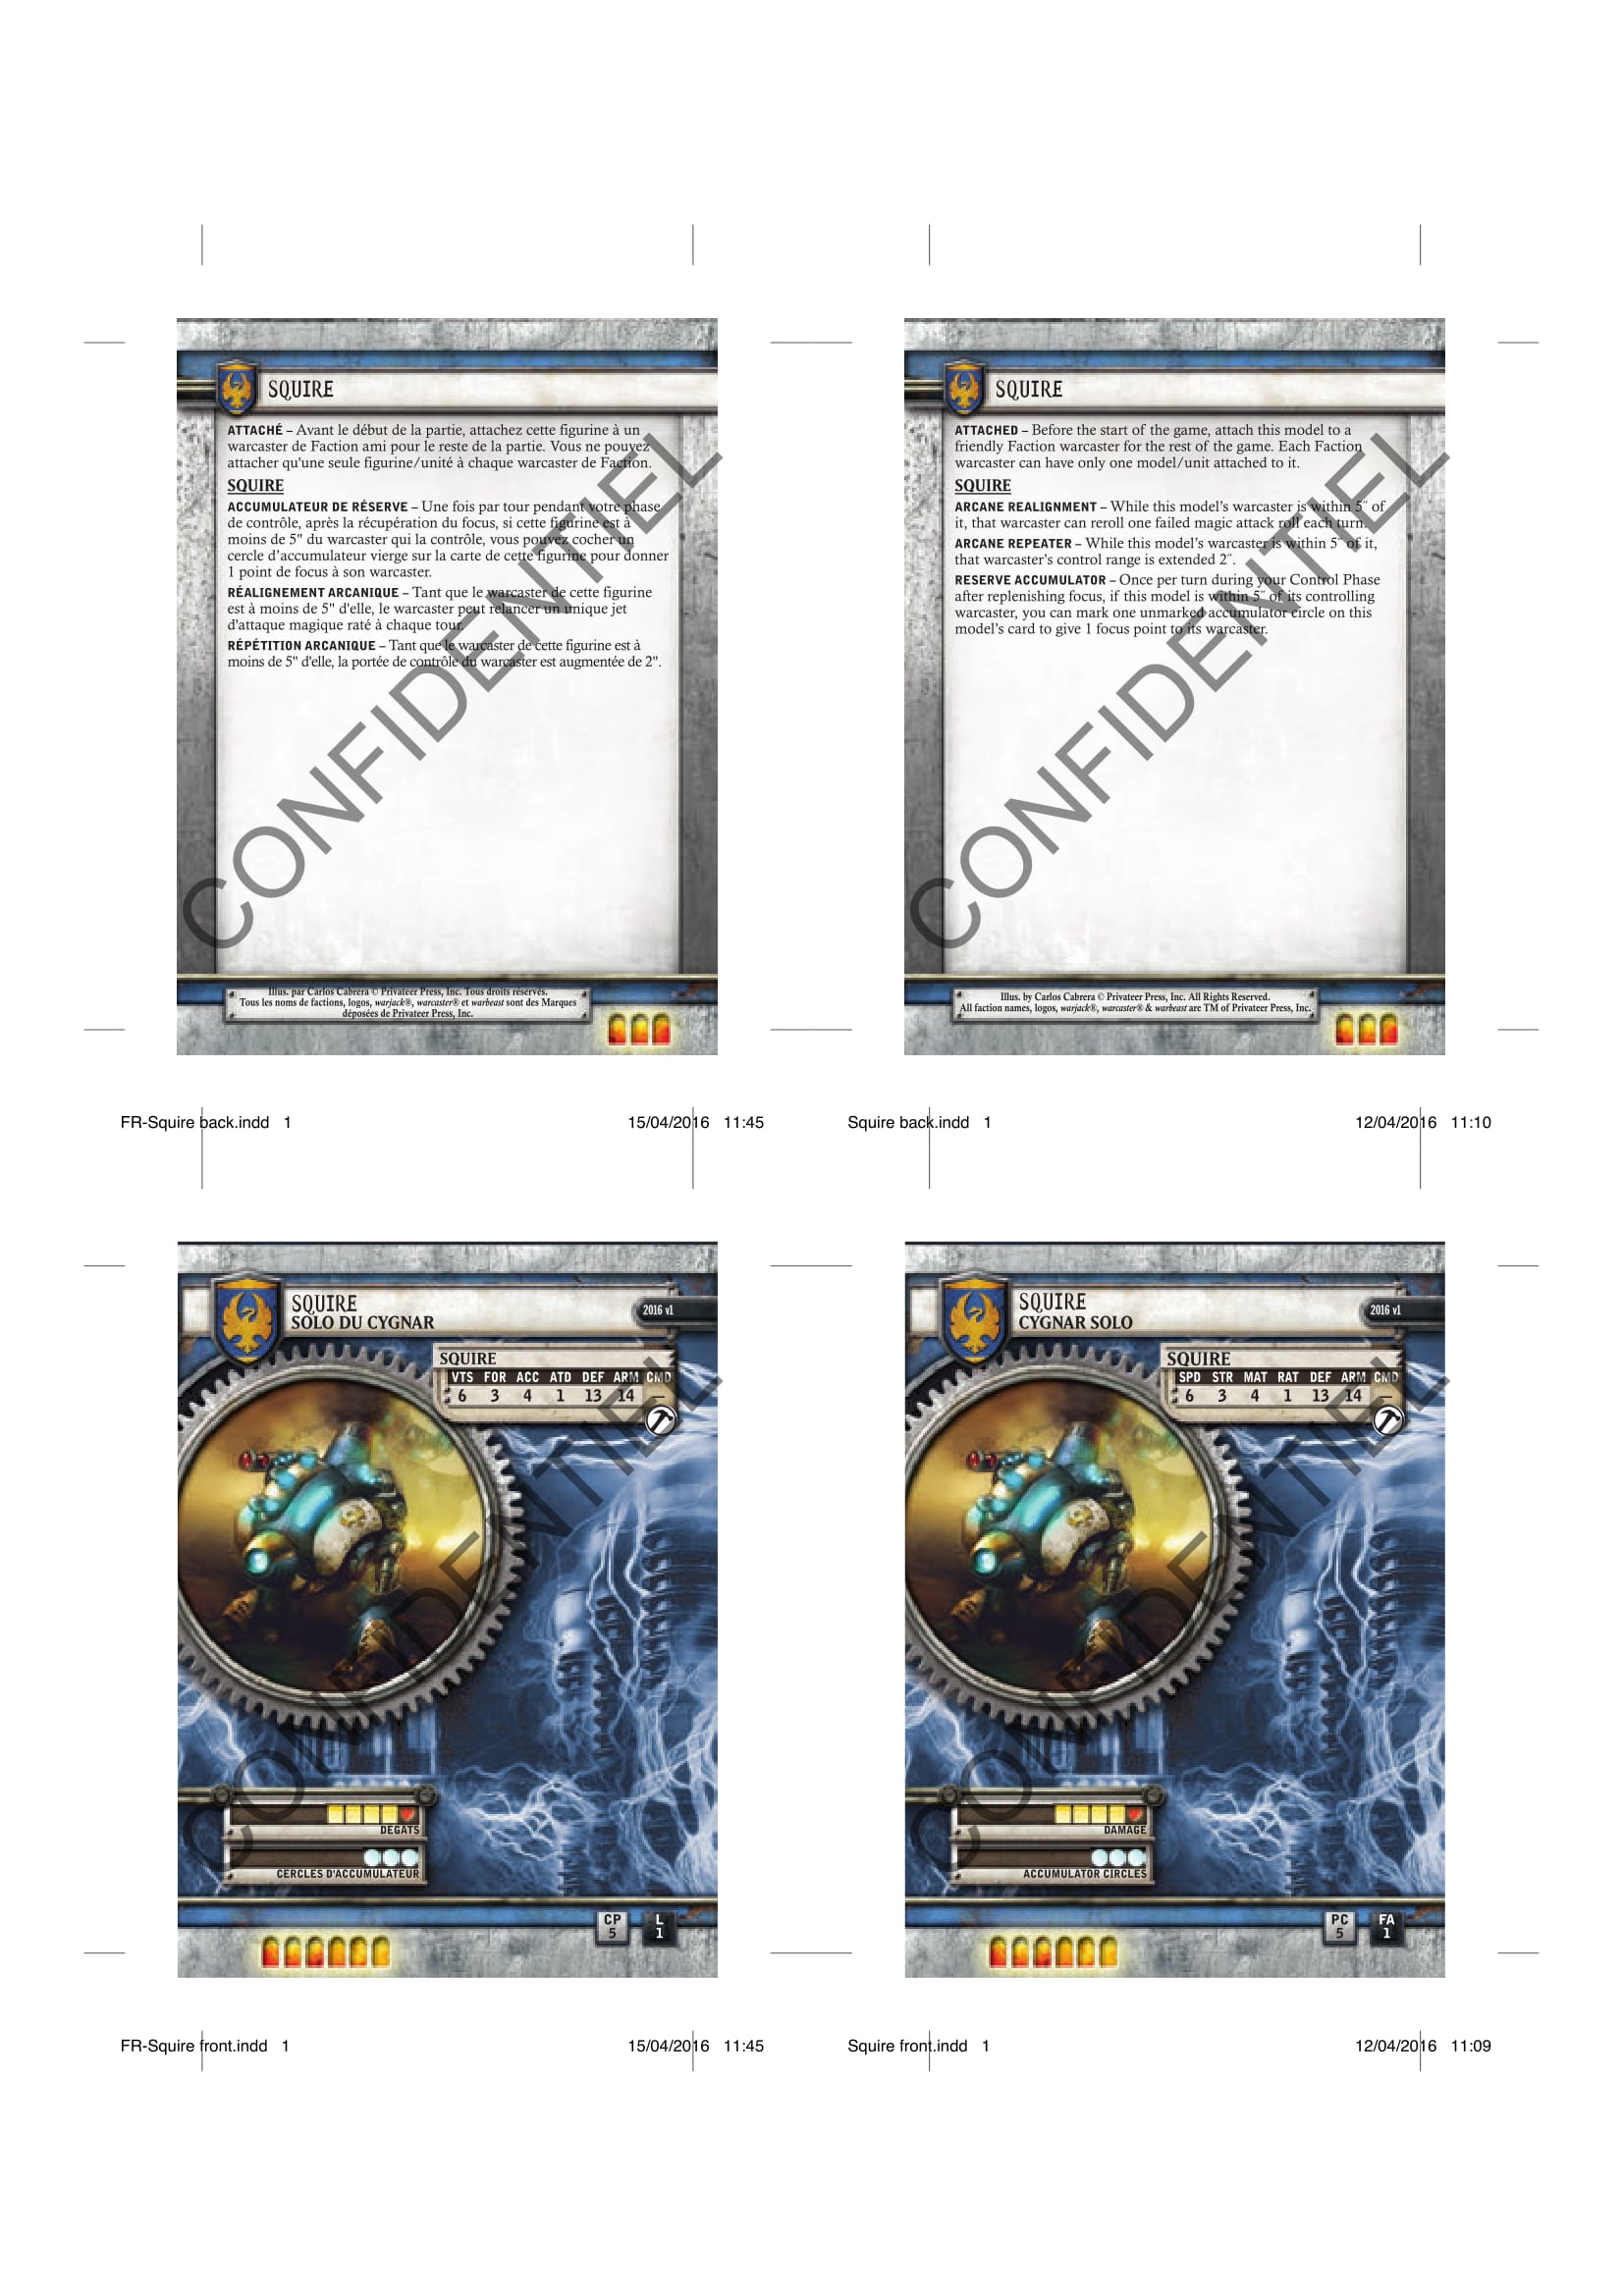 SQUIRE
ATTACHÉ – Avant le début de la partie, attachez cette figurine à un
warcaster de Faction ami pour le reste de la partie. Vous ne pouvez
attacher qu'une seule figurine/unité à chaque warcaster de Faction.
SQUIRE
ACCUMULATEUR DE RÉSERVE – Une fois par tour pendant votre phase
de contrôle, après la récupération du focus, si cette figurine est à
moins de 5" du warcaster qui la contrôle, vous pouvez cocher un
cercle d'accumulateur vierge sur la carte de cette figurine pour donner
1 point de focus à son warcaster.
RÉALIGNEMENT ARCANIQUE – Tant que le warcaster de cette figurine
est à moins de 5" d'elle, le warcaster peut relancer un unique jet
d'attaque magique raté à chaque tour.
RÉPÉTITION ARCANIQUE – Tant que le warcaster de cette figurine est à
moins de 5" d'elle, la portée de contrôle du warcaster est augmentée de 2".
CONFIDENTIEL
Illus. par Carlos Cabrera © Privateer Press, Inc. Tous droits réservés.
Tous les noms de factions, logos, warjack®, warcaster® et warbeast sont des Marques
déposées de Privateer Press, Inc.
FR-Squire back.indd 1 15/04/2016 11:45
SQUIRE
ATTACHED – Before the start of the game, attach this model to a
friendly Faction warcaster for the rest of the game. Each Faction
warcaster can have only one model/unit attached to it.
SQUIRE
ARCANE REALIGNMENT – While this model's warcaster is within 5˝ of
it, that warcaster can reroll one failed magic attack roll each turn.
ARCANE REPEATER – While this model's warcaster is within 5˝ of it,
that warcaster's control range is extended 2˝.
RESERVE ACCUMULATOR – Once per turn during your Control Phase
after replenishing focus, if this model is within 5˝ of its controlling
warcaster, you can mark one unmarked accumulator circle on this
model's card to give 1 focus point to its warcaster.
CONFIDENTIEL
Illus. by Carlos Cabrera © Privateer Press, Inc. All Rights Reserved.
All faction names, logos, warjack®, warcaster® & warbeast are TM of Privateer Press, Inc.
Squire back.indd 1 12/04/2016 11:10
SQUIRE
SOLO DU CYGNAR
2016 v1
SQUIRE
VTS FOR ACC ATD DEF ARM CMD
6 3 4 1 13 14 —
CONFIDENTIEL
DEGATS
CERCLES D'ACCUMULATEUR
CP L
5 1
FR-Squire front.indd 1 15/04/2016 11:45
SQUIRE
CYGNAR SOLO
2016 v1
SQUIRE
SPD STR MAT RAT DEF ARM CMD
6 3 4 1 13 14 —
CONFIDENTIEL
DAMAGE
ACCUMULATOR CIRCLES
PC FA
5 1
Squire front.indd 1 12/04/2016 11:09